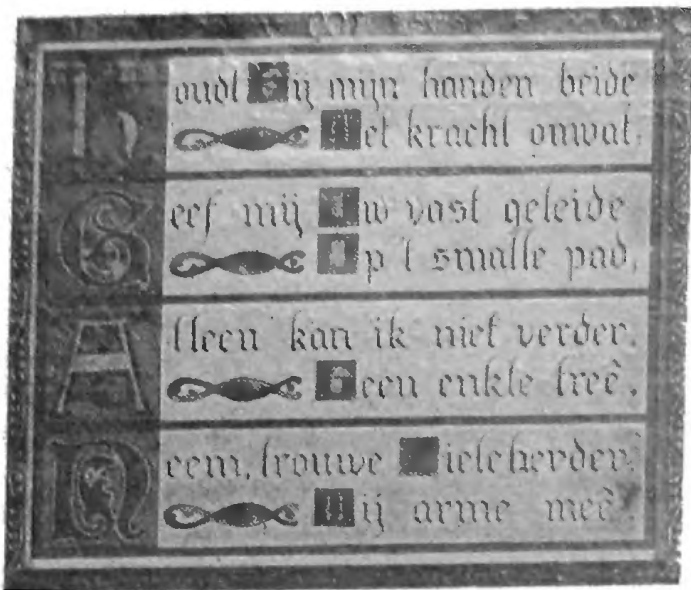 Houdt Gij mijn handen beide
Met kracht omvat.
Geef mij Uw vast geleide
Op 't smalle pad.
Alleen kan ik niet verder.
Geen enkle treê.
Neem, trouwe Zieleherder,
Mij arme meê.